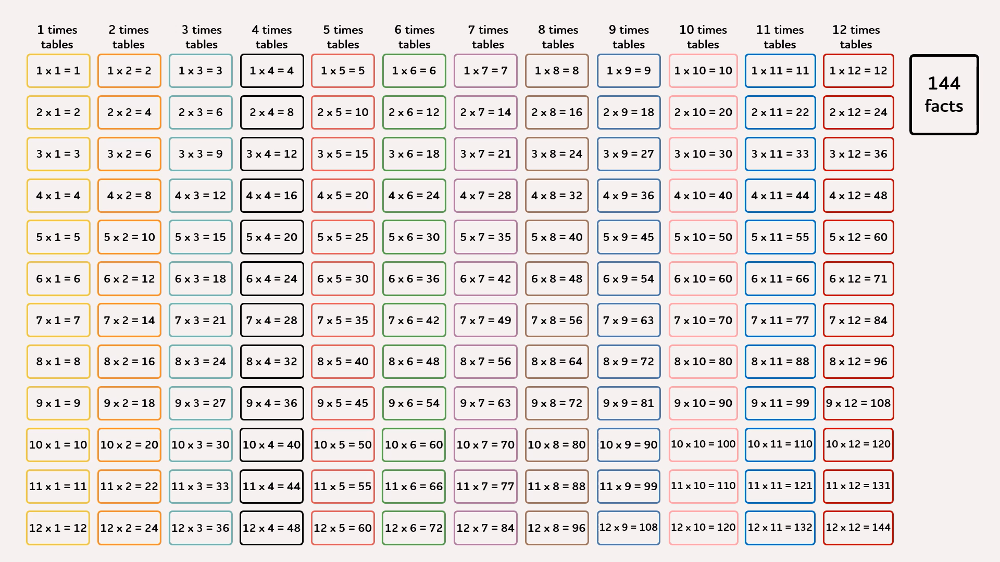 1 times tables
2 times tables
3 times tables
4 times tables
5 times tables
6 times tables
7 times tables
8 times tables
9 times tables
10 times tables
11 times tables
12 times tables
1 x 1 = 1
1 x 2 = 2
1 x 3 = 3
1 x 4 = 4
1 x 5 = 5
1 x 6 = 6
1 x 7 = 7
1 x 8 = 8
1 x 9 = 9
1 x 10 = 10
1 x 11 = 11
1 x 12 = 12
144
facts
2 x 1 = 2
2 x 2 = 4
2 x 3 = 6
2 x 4 = 8
2 x 5 = 10
2 x 6 = 12
2 x 7 = 14
2 x 8 = 16
2 x 9 = 18
2 x 10 = 20
2 x 11 = 22
2 x 12 = 24
3 x 1 = 3
3 x 2 = 6
3 x 3 = 9
3 x 4 = 12
3 x 5 = 15
3 x 6 = 18
3 x 7 = 21
3 x 8 = 24
3 x 9 = 27
3 x 10 = 30
3 x 11 = 33
3 x 12 = 36
4 x 1 = 4
4 x 2 = 8
4 x 3 = 12
4 x 4 = 16
4 x 5 = 20
4 x 6 = 24
4 x 7 = 28
4 x 8 = 32
4 x 9 = 36
4 x 10 = 40
4 x 11 = 44
4 x 12 = 48
5 x 1 = 5
5 x 2 = 10
5 x 3 = 15
5 x 4 = 20
5 x 5 = 25
5 x 6 = 30
5 x 7 = 35
5 x 8 = 40
5 x 9 = 45
5 x 10 = 50
5 x 11 = 55
5 x 12 = 60
6 x 1 = 6
6 x 2 = 12
6 x 3 = 18
6 x 4 = 24
6 x 5 = 30
6 x 6 = 36
6 x 7 = 42
6 x 8 = 48
6 x 9 = 54
6 x 10 = 60
6 x 11 = 66
6 x 12 = 71
7 x 1 = 7
7 x 2 = 14
7 x 3 = 21
7 x 4 = 28
7 x 5 = 35
7 x 6 = 42
7 x 7 = 49
7 x 8 = 56
7 x 9 = 63
7 x 10 = 70
7 x 11 = 77
7 x 12 = 84
8 x 1 = 8
8 x 2 = 16
8 x 3 = 24
8 x 4 = 32
8 x 5 = 40
8 x 6 = 48
8 x 7 = 56
8 x 8 = 64
8 x 9 = 72
8 x 10 = 80
8 x 11 = 88
8 x 12 = 96
9 x 1 = 9
9 x 2 = 18
9 x 3 = 27
9 x 4 = 36
9 x 5 = 45
9 x 6 = 54
9 x 7 = 63
9 x 8 = 72
9 x 9 = 81
9 x 10 = 90
9 x 11 = 99
9 x 12 = 108
10 x 1 = 10
10 x 2 = 20
10 x 3 = 30
10 x 4 = 40
10 x 5 = 50
10 x 6 = 60
10 x 7 = 70
10 x 8 = 80
10 x 9 = 90
10 x 10 = 100
10 x 11 = 110
10 x 12 = 120
11 x 1 = 11
11 x 2 = 22
11 x 3 = 33
11 x 4 = 44
11 x 5 = 55
11 x 6 = 66
11 x 7 = 77
11 x 8 = 88
11 x 9 = 99
11 x 10 = 110
11 x 11 = 121
11 x 12 = 131
12 x 1 = 12
12 x 2 = 24
12 x 3 = 36
12 x 4 = 48
12 x 5 = 60
12 x 6 = 72
12 x 7 = 84
12 x 8 = 96
12 x 9 = 108
12 x 10 = 120
12 x 11 = 132
12 x 12 = 144